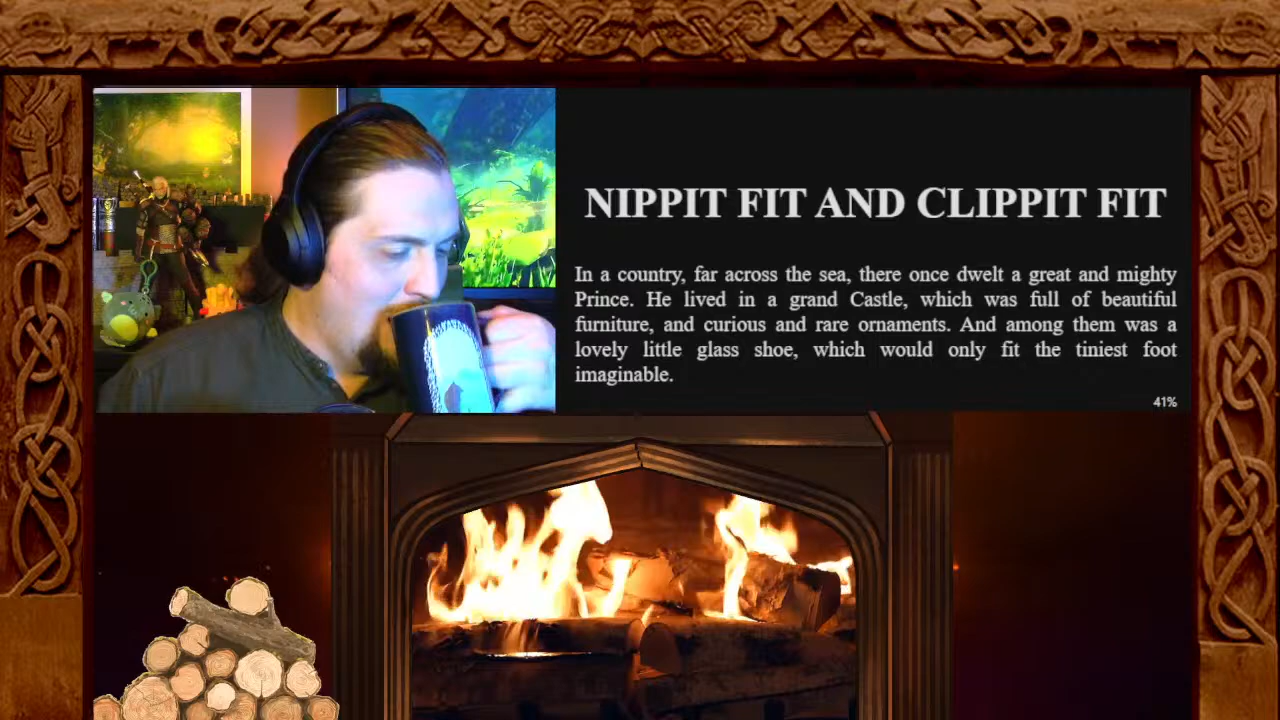 NIPPIT FIT AND CLIPPIT FIT
In a country, far across the sea, there once dwelt a great and mighty
Prince. He lived in a grand Castle, which was full of beautiful
furniture, and curious and rare ornaments. And among them was a
lovely little glass shoe, which would only fit the tiniest foot
imaginable.
41%